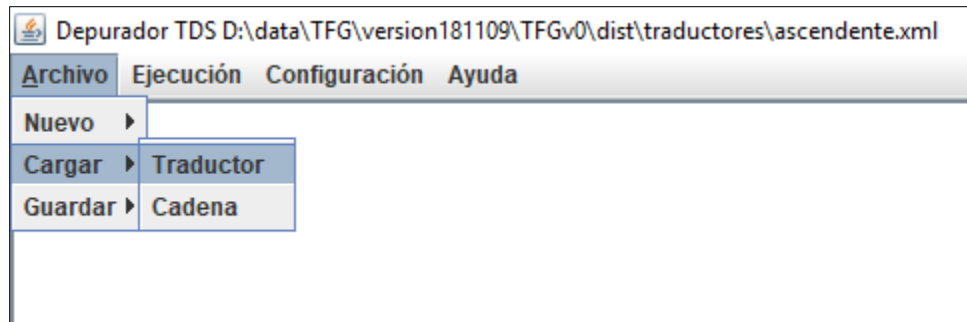 Depurador TDS D:\data\TFG\version181109\TFGv0\dist\traductores\ascendente.xml
Archivo Ejecución Configuración Ayuda
Nuevo
Cargar Traductor
Guardar Cadena